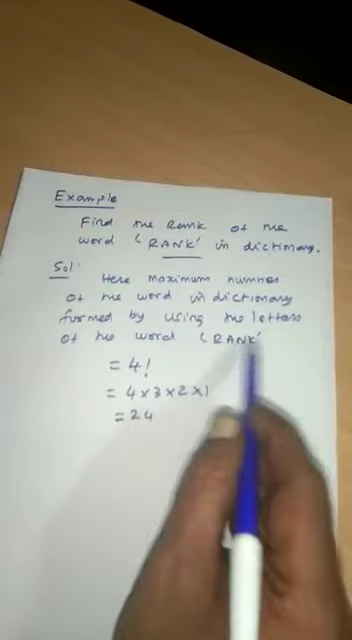 Example
Find the Rank of the
word 'RANK' in dictionary.
Sol:
Here maximum number
of the word in dictionary
formed by using the letters
of the word 'RANK'
= 4!
= 4×3×2×1
= 24